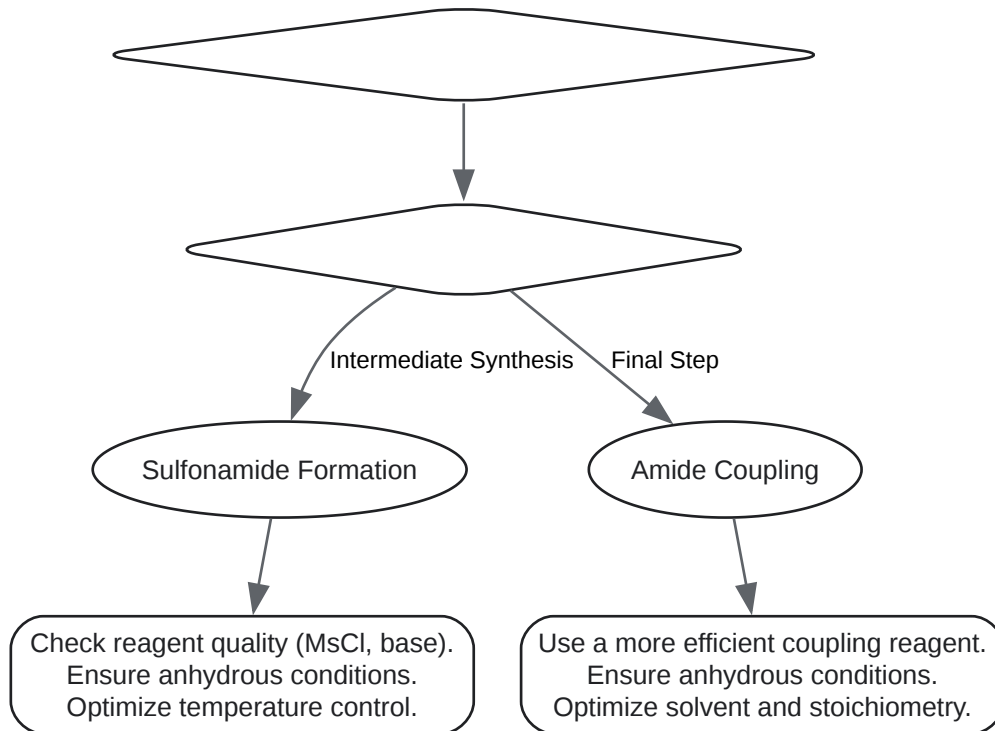 Intermediate Synthesis
Final Step
Sulfonamide Formation
Amide Coupling
Check reagent quality (MsCl, base).
Ensure anhydrous conditions.
Optimize temperature control.
Use a more efficient coupling reagent.
Ensure anhydrous conditions.
Optimize solvent and stoichiometry.